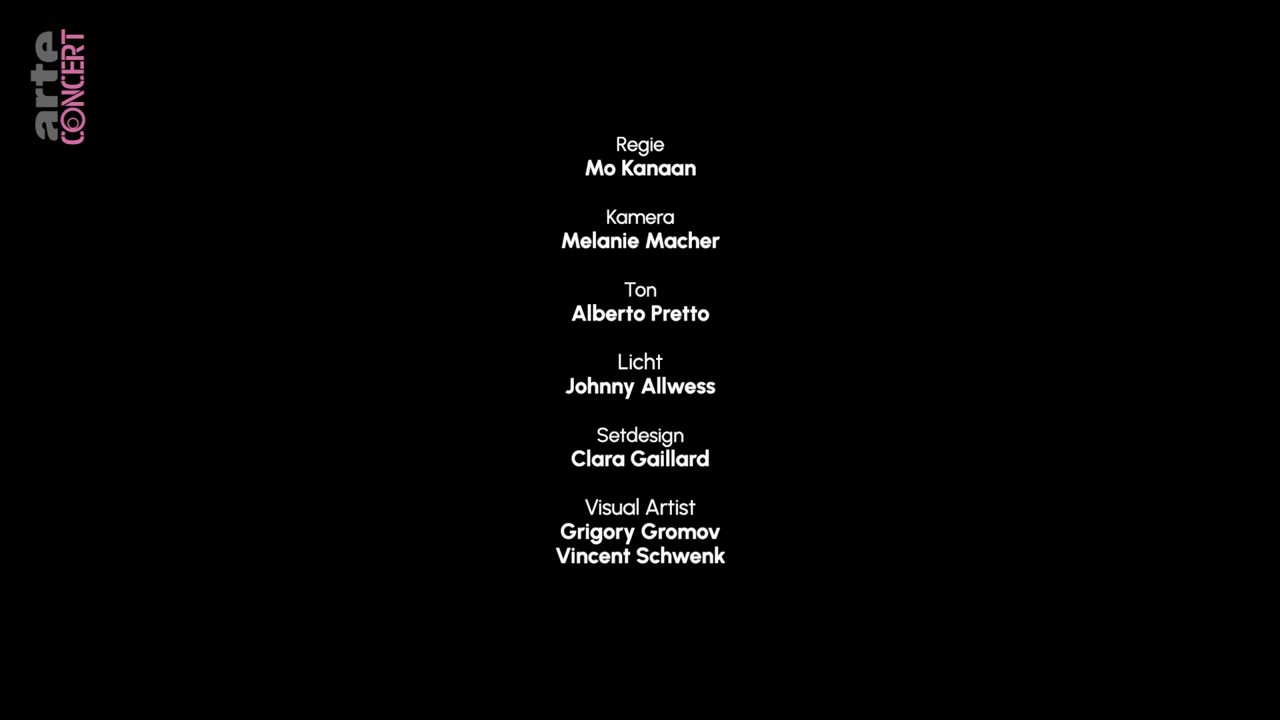 arte
CONCERT
Regie
Mo Kanaan
Kamera
Melanie Macher
Ton
Alberto Pretto
Licht
Johnny Allwess
Setdesign
Clara Gaillard
Visual Artist
Grigory Gromov
Vincent Schwenk